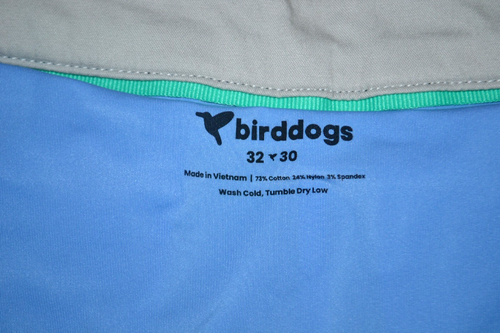 birddogs
32 30
Made in Vietnam | 73% Cotton 24% Nylon 3% Spandex
Wash Cold, Tumble Dry Low